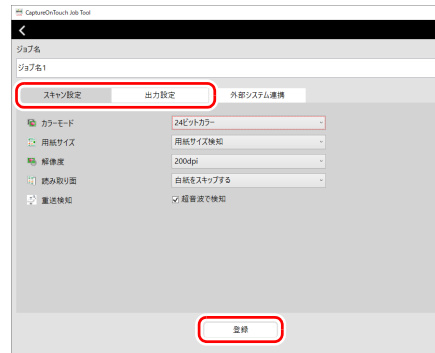 CaptureOnTouch Job Tool
ジョブ名
ジョブ名1
スキャン設定 出力設定 外部システム連携
カラーモード 24ビットカラー
用紙サイズ 用紙サイズ検知
解像度 200dpi
読み取り面 白紙をスキップする
重送検知 超音波で検知
登録